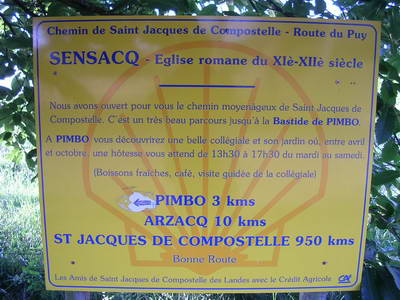 Chemin de Saint Jacques de Compostelle - Route du Puy
SENSACQ - Eglise romane du XIè-XIIè siècle
Nous avons ouvert pour vous le chemin moyenâgeux de Saint Jacques de
Compostelle. C'est un très beau parcours jusqu'à la Bastide de PIMBO.
A PIMBO vous découvrirez une belle collégiale et son jardin où, entre avril
et octobre, une hôtesse vous attend de 13h30 à 17h30 du mardi au samedi.
(Boissons fraîches, café, visite guidée de la collégiale)
PIMBO 3 kms
ARZACQ 10 kms
ST JACQUES DE COMPOSTELLE 950 kms
Bonne Route
Les Amis de Saint Jacques de Compostelle des Landes avec le Crédit Agricole CA